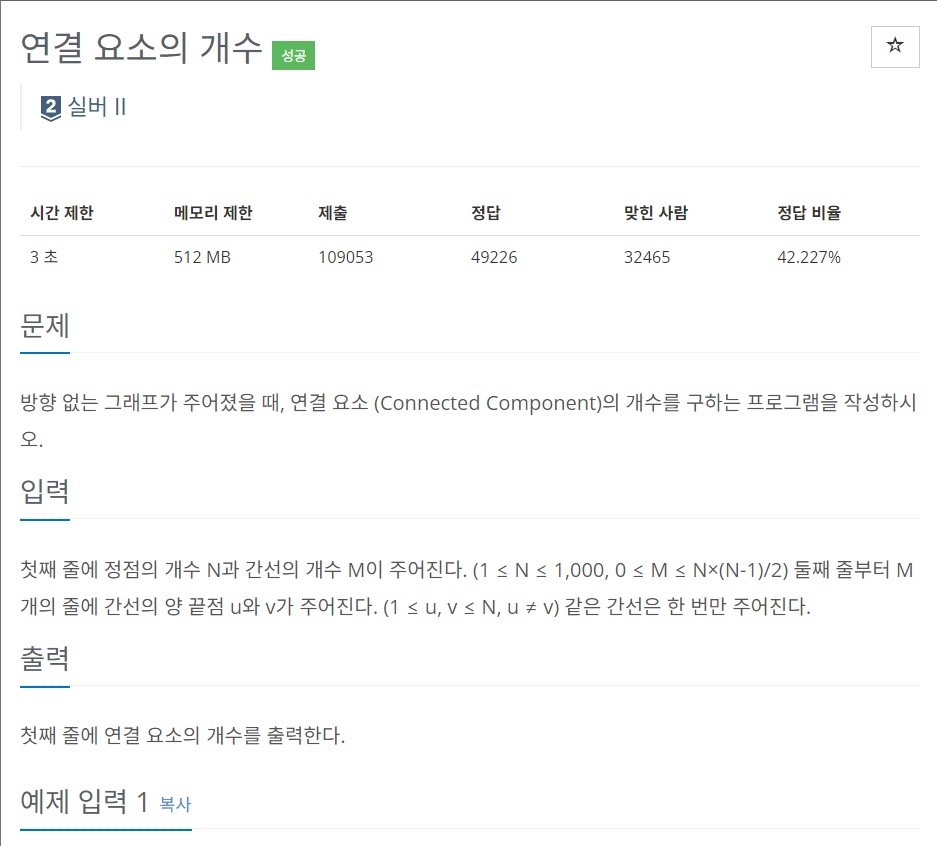 연결 요소의 개수 성공
☆
2 실버 II
시간 제한 메모리 제한 제출 정답 맞힌 사람 정답 비율
3 초 512 MB 109053 49226 32465 42.227%
문제
방향 없는 그래프가 주어졌을 때, 연결 요소 (Connected Component)의 개수를 구하는 프로그램을 작성하시
오.
입력
첫째 줄에 정점의 개수 N과 간선의 개수 M이 주어진다. (1 ≤ N ≤ 1,000, 0 ≤ M ≤ N×(N-1)/2) 둘째 줄부터 M
개의 줄에 간선의 양 끝점 u와 v가 주어진다. (1 ≤ u, v ≤ N, u ≠ v) 같은 간선은 한 번만 주어진다.
출력
첫째 줄에 연결 요소의 개수를 출력한다.
예제 입력 1 복사